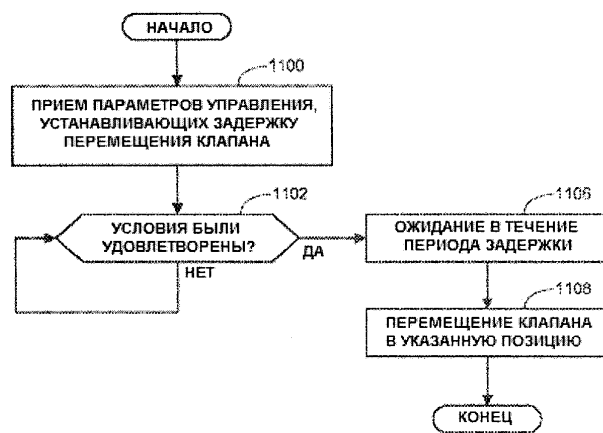 НАЧАЛО
1100
ПРИЕМ ПАРАМЕТРОВ УПРАВЛЕНИЯ,
УСТАНАВЛИВАЮЩИХ ЗАДЕРЖКУ
ПЕРЕМЕЩЕНИЯ КЛАПАНА
1102
УСЛОВИЯ БЫЛИ
УДОВЛЕТВОРЕНЫ?
ДА
НЕТ
1106
ОЖИДАНИЕ В ТЕЧЕНИЕ
ПЕРИОДА ЗАДЕРЖКИ
1108
ПЕРЕМЕЩЕНИЕ КЛАПАНА
В УКАЗАННУЮ ПОЗИЦИЮ
КОНЕЦ